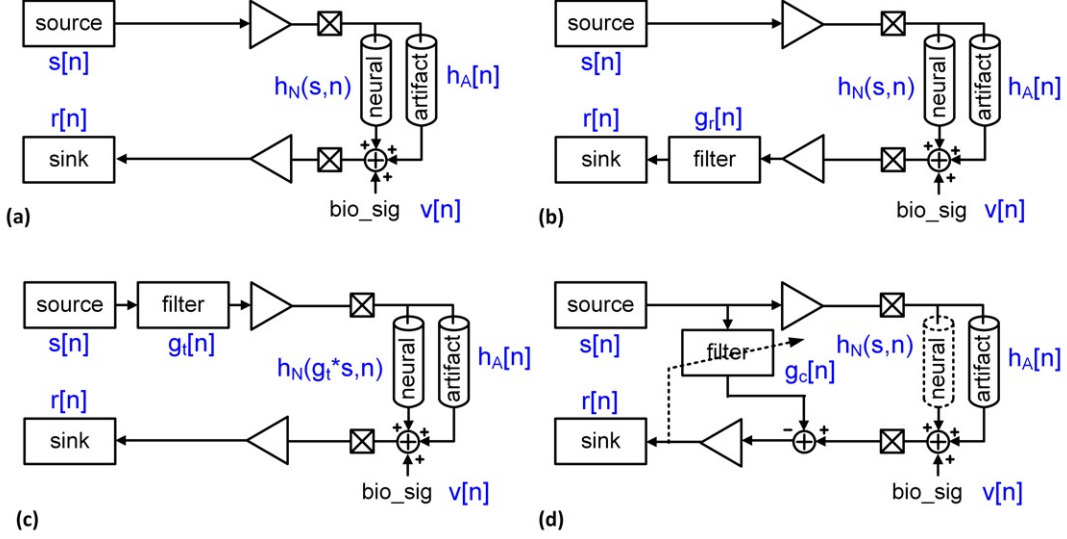 source
s[n]
neural
artifact
h_N(s,n)
h_A[n]
r[n]
sink
+
+
+
bio_sig
v[n]
(a)
source
s[n]
neural
artifact
h_N(s,n)
h_A[n]
r[n]
g_r[n]
sink
filter
+
+
+
bio_sig
v[n]
(b)
source
filter
s[n]
g_t[n]
neural
artifact
h_N(g_t*s,n)
h_A[n]
r[n]
sink
+
+
+
bio_sig
v[n]
(c)
source
s[n]
filter
g_c[n]
neural
artifact
h_N(s,n)
h_A[n]
r[n]
sink
−
+
+
+
+
bio_sig
v[n]
(d)